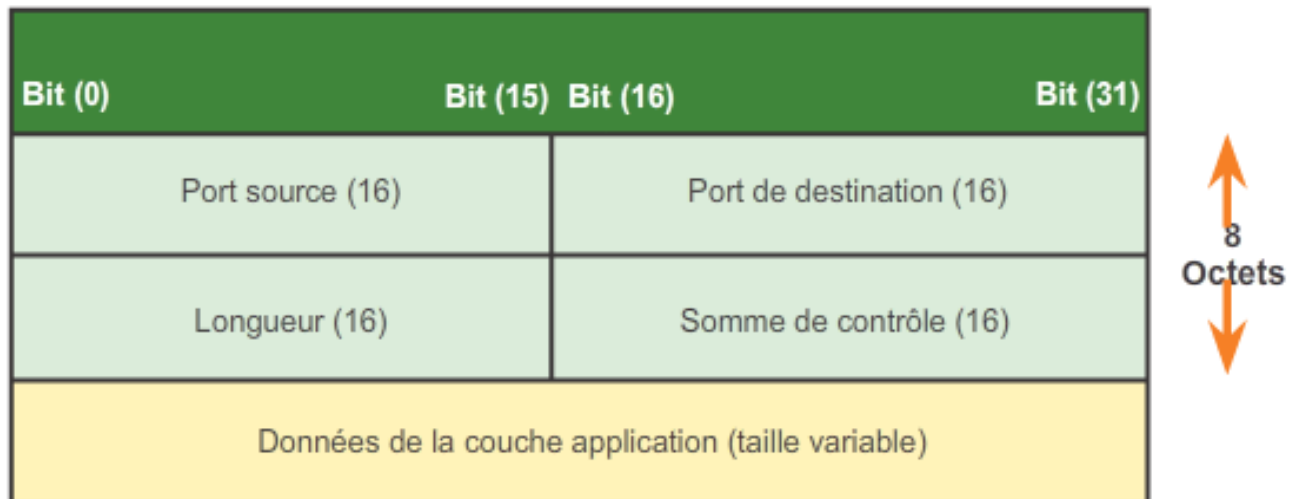 Bit (0) Bit (15) Bit (16) Bit (31)
Port source (16) Port de destination (16)
8
Octets
Longueur (16) Somme de contrôle (16)
Données de la couche application (taille variable)